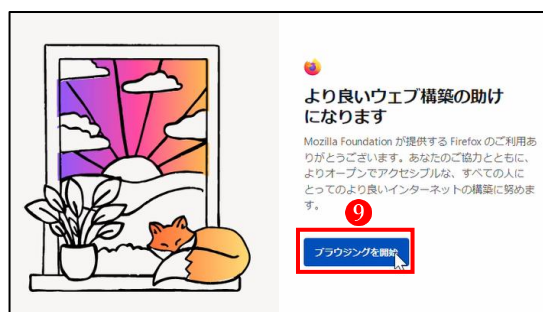 より良いウェブ構築の助け
になります
Mozilla Foundation が提供する Firefox のご利用あ
りがとうございます。あなたのご協力とともに、
よりオープンでアクセシブルな、すべての人に
とってのより良いインターネットの構築に努めま
す。
9
ブラウジングを開始